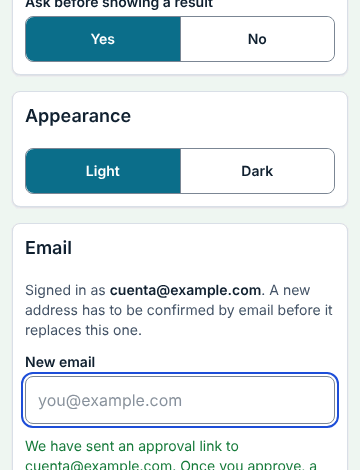 Ask before showing a result
Yes
No
Appearance
Light
Dark
Email
Signed in as cuenta@example.com. A new
address has to be confirmed by email before it
replaces this one.
New email
you@example.com
We have sent an approval link to
cuenta@example.com. Once you approve, a